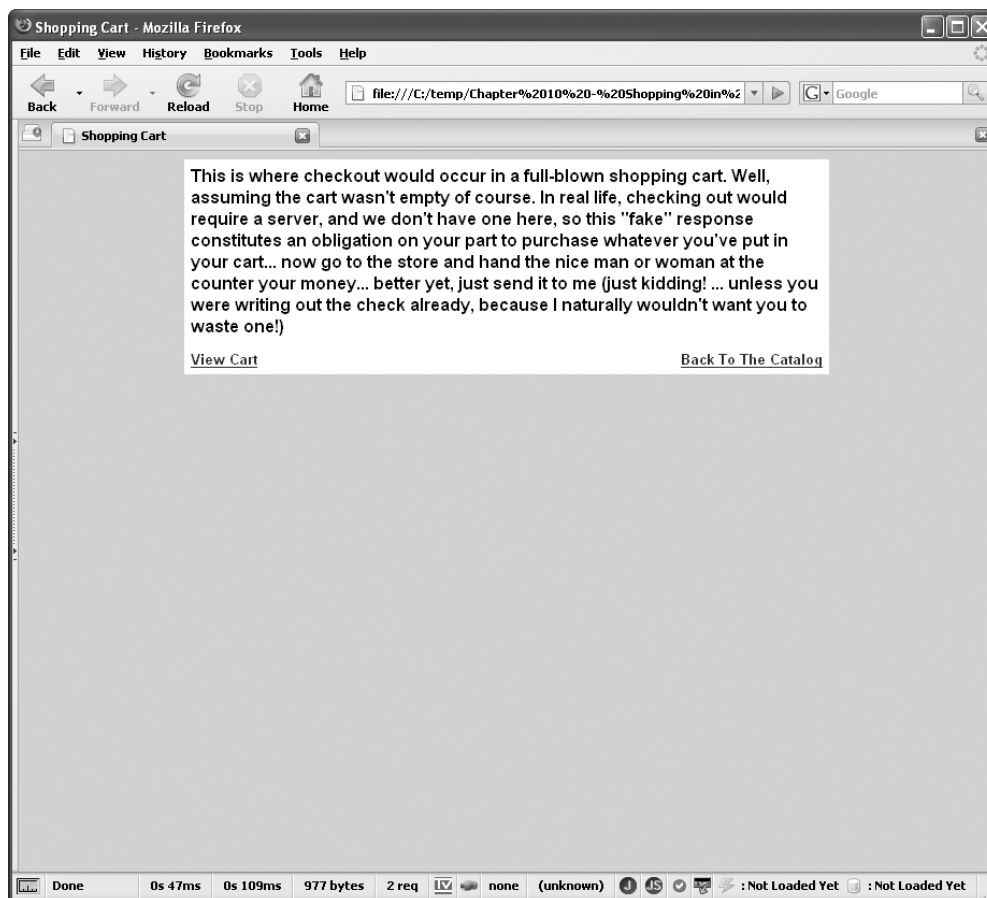 Shopping Cart - Mozilla Firefox
File Edit View History Bookmarks Tools Help
Back Forward Reload Stop Home file:///C:/temp/Chapter%2010%20-%20Shopping%20in%2 G Google
Shopping Cart
This is where checkout would occur in a full-blown shopping cart. Well,
assuming the cart wasn't empty of course. In real life, checking out would
require a server, and we don't have one here, so this "fake" response
constitutes an obligation on your part to purchase whatever you've put in
your cart... now go to the store and hand the nice man or woman at the
counter your money... better yet, just send it to me (just kidding! ... unless you
were writing out the check already, because I naturally wouldn't want you to
waste one!)
View Cart Back To The Catalog
Done 0s 47ms 0s 109ms 977 bytes 2 req none (unknown) J JS : Not Loaded Yet : Not Loaded Yet